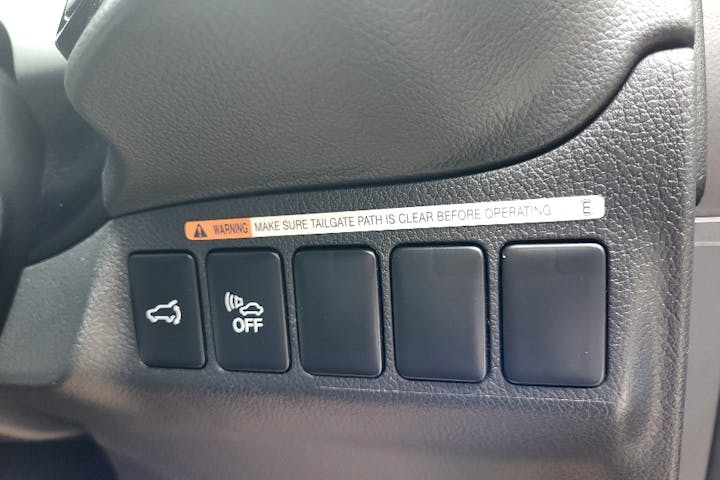 WARNING MAKE SURE TAILGATE PATH IS CLEAR BEFORE OPERATING
OFF